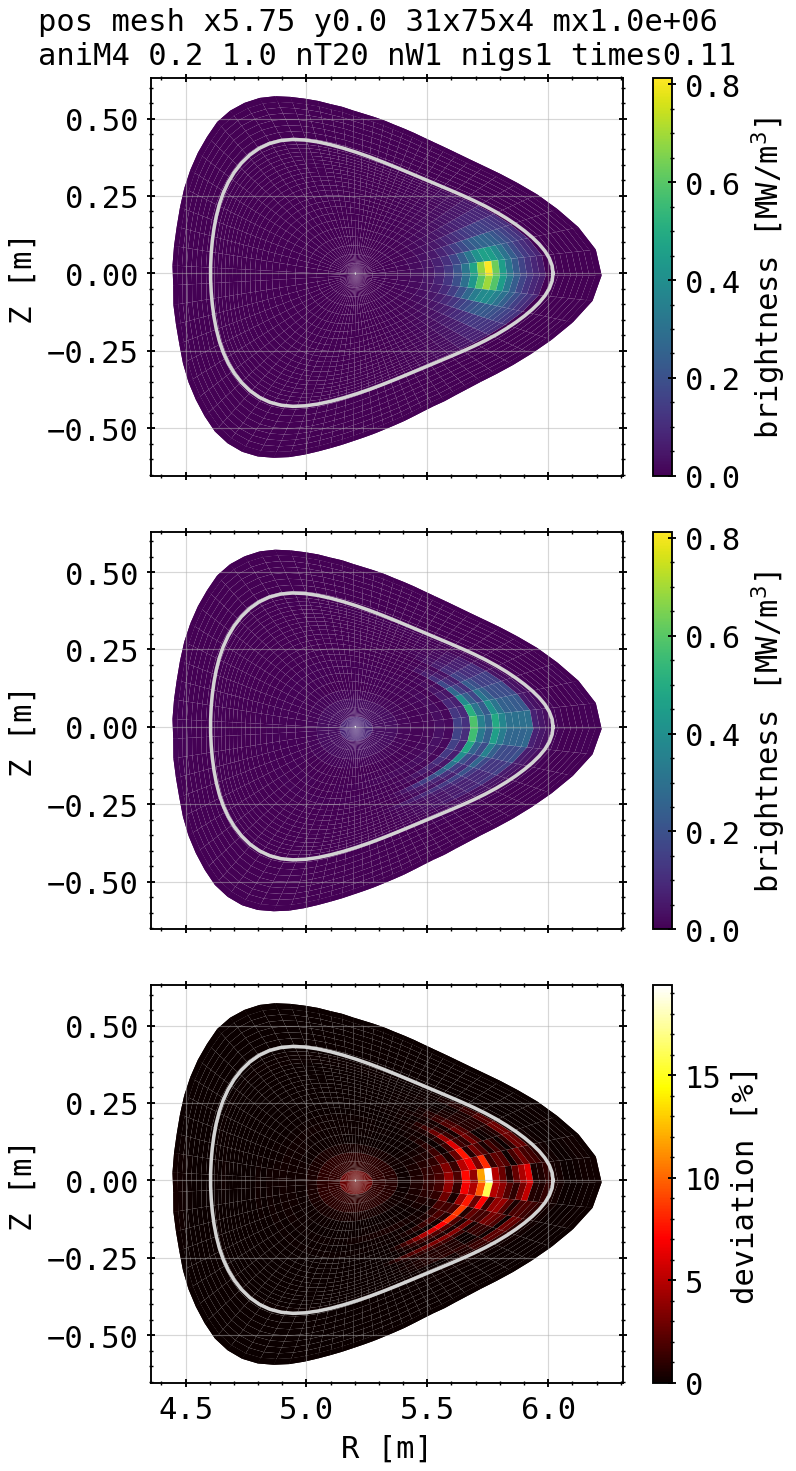 pos mesh x5.75 y0.0 31x75x4 mx1.0e+06
aniM4 0.2 1.0 nT20 nW1 nigs1 times0.11
0.50
0.25
0.00
−0.25
−0.50
Z [m]
0.8
0.6
0.4
0.2
0.0
brightness [MW/m³]
0.50
0.25
0.00
−0.25
−0.50
Z [m]
0.8
0.6
0.4
0.2
0.0
brightness [MW/m³]
0.50
0.25
0.00
−0.25
−0.50
Z [m]
15
10
5
0
deviation [%]
4.5 5.0 5.5 6.0
R [m]